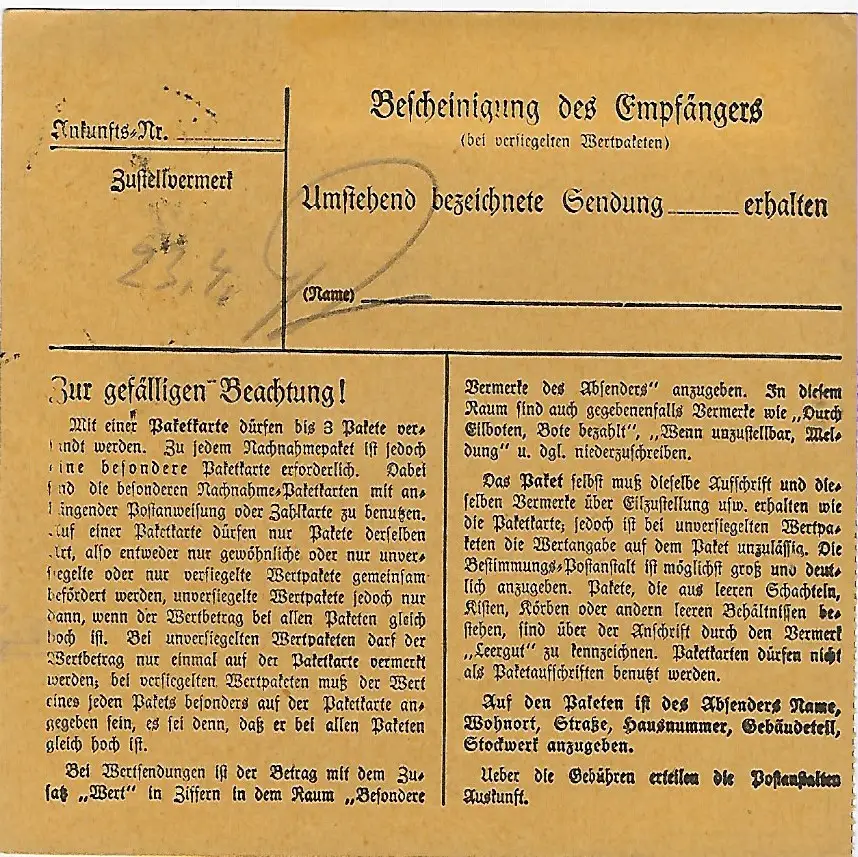 Ankunfts-Nr.
Zustellvermerk
23.4.
Bescheinigung des Empfängers
(bei versiegelten Wertpaketen)
Umstehend bezeichnete Sendung ______ erhalten
(Name)
Zur gefälligen Beachtung!
Mit einer Paketkarte dürfen bis 3 Pakete ver-
sandt werden. Zu jedem Nachnahmepaket ist jedoch
eine besondere Paketkarte erforderlich. Dabei
sind die besonderen Nachnahme-Paketkarten mit an-
hängender Postanweisung oder Zahlkarte zu benutzen.
Auf einer Paketkarte dürfen nur Pakete derselben
Art, also entweder nur gewöhnliche oder nur unver-
siegelte oder nur versiegelte Wertpakete gemeinsam
befördert werden, unversiegelte Wertpakete jedoch nur
dann, wenn der Wertbetrag bei allen Paketen gleich
hoch ist. Bei unversiegelten Wertpaketen darf der
Wertbetrag nur einmal auf der Paketkarte vermerkt
werden; bei versiegelten Wertpaketen muß der Wert
eines jeden Pakets besonders auf der Paketkarte an-
gegeben sein, es sei denn, daß er bei allen Paketen
gleich hoch ist.
Bei Wertsendungen ist der Betrag mit dem Zu-
satz „Wert“ in Ziffern in dem Raum „Besondere
Vermerke des Absenders“ anzugeben. In diesem
Raum sind auch gegebenenfalls Vermerke wie „Durch
Eilboten, Bote bezahlt“, „Wenn unzustellbar, Mel-
dung“ u. dgl. niederzuschreiben.
Das Paket selbst muß dieselbe Aufschrift und die-
selben Vermerke über Eilzustellung usw. erhalten wie
die Paketkarte; jedoch ist bei unversiegelten Wertpa-
keten die Wertangabe auf dem Paket unzulässig. Die
Bestimmungs-Postanstalt ist möglichst groß und deut-
lich anzugeben. Pakete, die aus leeren Schachteln,
Kisten, Körben oder andern leeren Behältnissen be-
stehen, sind über der Anschrift durch den Vermerk
„Leergut“ zu kennzeichnen. Paketkarten dürfen nicht
als Paketaufschriften benutzt werden.
Auf den Paketen ist des Absenders Name,
Wohnort, Straße, Hausnummer, Gebäudeteil,
Stockwerk anzugeben.
Ueber die Gebühren erteilen die Postanstalten
Auskunft.